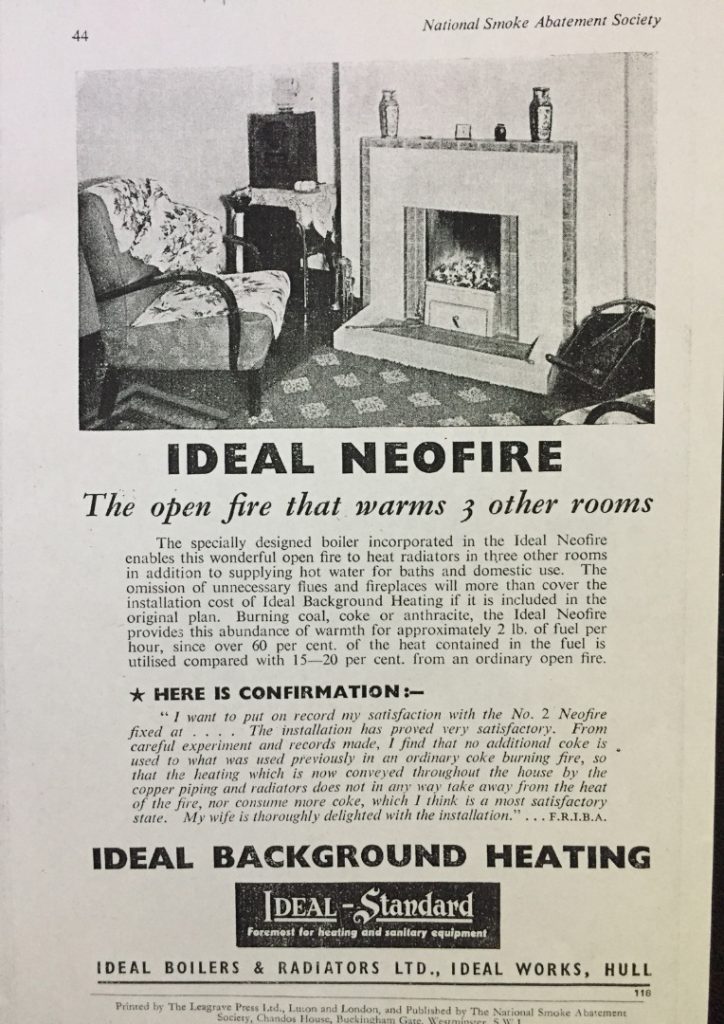 44
National Smoke Abatement Society
IDEAL NEOFIRE
The open fire that warms 3 other rooms
The specially designed boiler incorporated in the Ideal Neofire
enables this wonderful open fire to heat radiators in three other rooms
in addition to supplying hot water for baths and domestic use. The
omission of unnecessary flues and fireplaces will more than cover the
installation cost of Ideal Background Heating if it is included in the
original plan. Burning coal, coke or anthracite, the Ideal Neofire
provides this abundance of warmth for approximately 2 lb. of fuel per
hour, since over 60 per cent. of the heat contained in the fuel is
utilised compared with 15—20 per cent. from an ordinary open fire.
★ HERE IS CONFIRMATION:—
" I want to put on record my satisfaction with the No. 2 Neofire
fixed at . . . . The installation has proved very satisfactory. From
careful experiment and records made, I find that no additional coke is
used to what was used previously in an ordinary coke burning fire, so
that the heating which is now conveyed throughout the house by the
copper piping and radiators does not in any way take away from the heat
of the fire, nor consume more coke, which I think is a most satisfactory
state. My wife is thoroughly delighted with the installation." . . . F.R.I.B.A.
IDEAL BACKGROUND HEATING
IDEAL-Standard
Foremost for heating and sanitary equipment
IDEAL BOILERS & RADIATORS LTD., IDEAL WORKS, HULL
118
Printed by The Leagrave Press Ltd., Luton and London, and Published by The National Smoke Abatement
Society, Chandos House, Buckingham Gate, Westminster, S.W.1